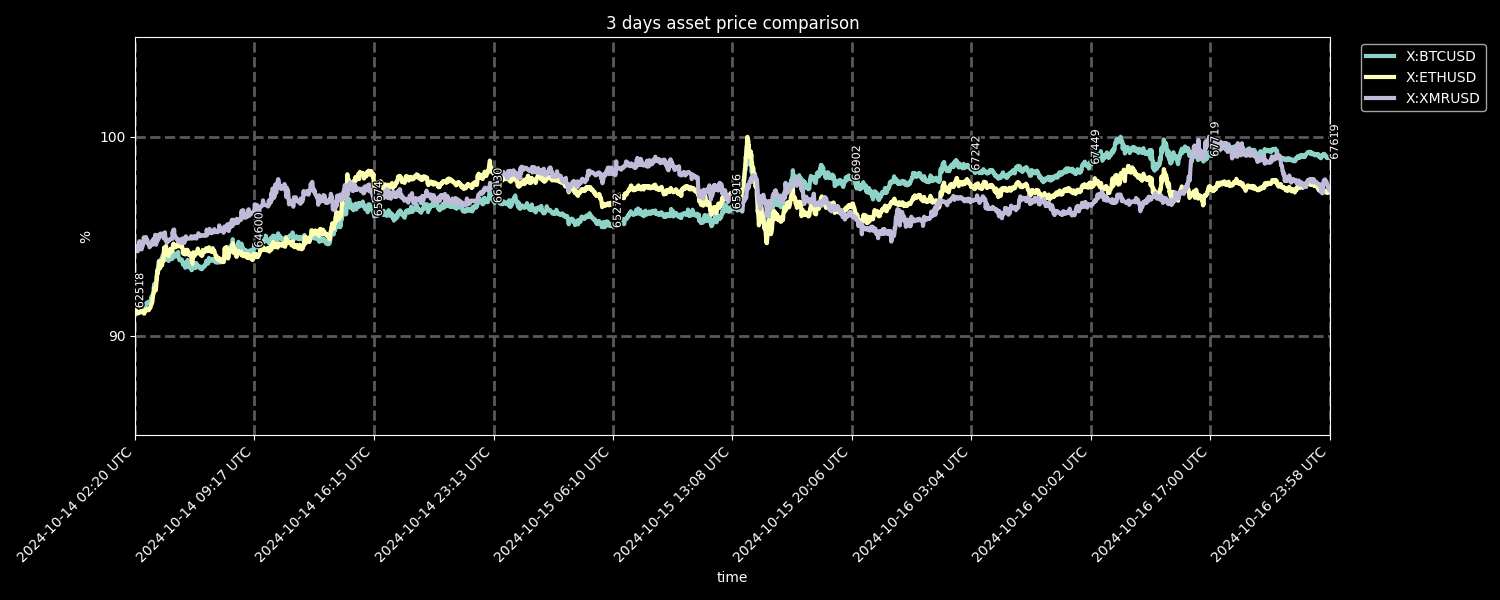 3 days asset price comparison
X:BTCUSD
X:ETHUSD
X:XMRUSD
100
90
%
62518
64600
66130
65272
65916
66902
67242
67449
67719
67619
2024-10-14 02:20 UTC
2024-10-14 09:17 UTC
2024-10-14 16:15 UTC
2024-10-14 23:13 UTC
2024-10-15 06:10 UTC
2024-10-15 13:08 UTC
2024-10-15 20:06 UTC
2024-10-16 03:04 UTC
2024-10-16 10:02 UTC
2024-10-16 17:00 UTC
2024-10-16 23:58 UTC
time